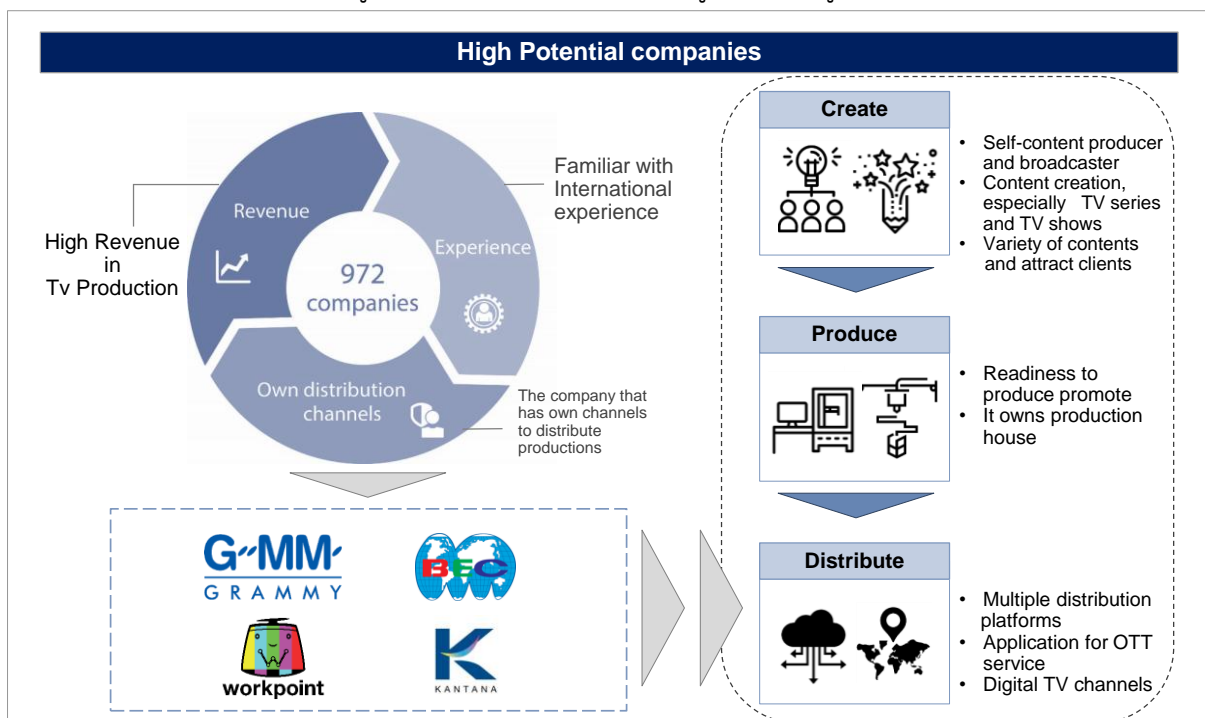 High Potential companies
Revenue
Experience
972
companies
Own distribution
channels
High Revenue
in
Tv Production
Familiar with
International
experience
The company that
has own channels
to distribute
productions
G MM
GRAMMY
BEC
workpoint
K
KANTANA
Create
• Self-content producer
and broadcaster
• Content creation,
especially TV series
and TV shows
• Variety of contents
and attract clients
Produce
• Readiness to
produce promote
• It owns production
house
Distribute
• Multiple distribution
platforms
• Application for OTT
service
• Digital TV channels